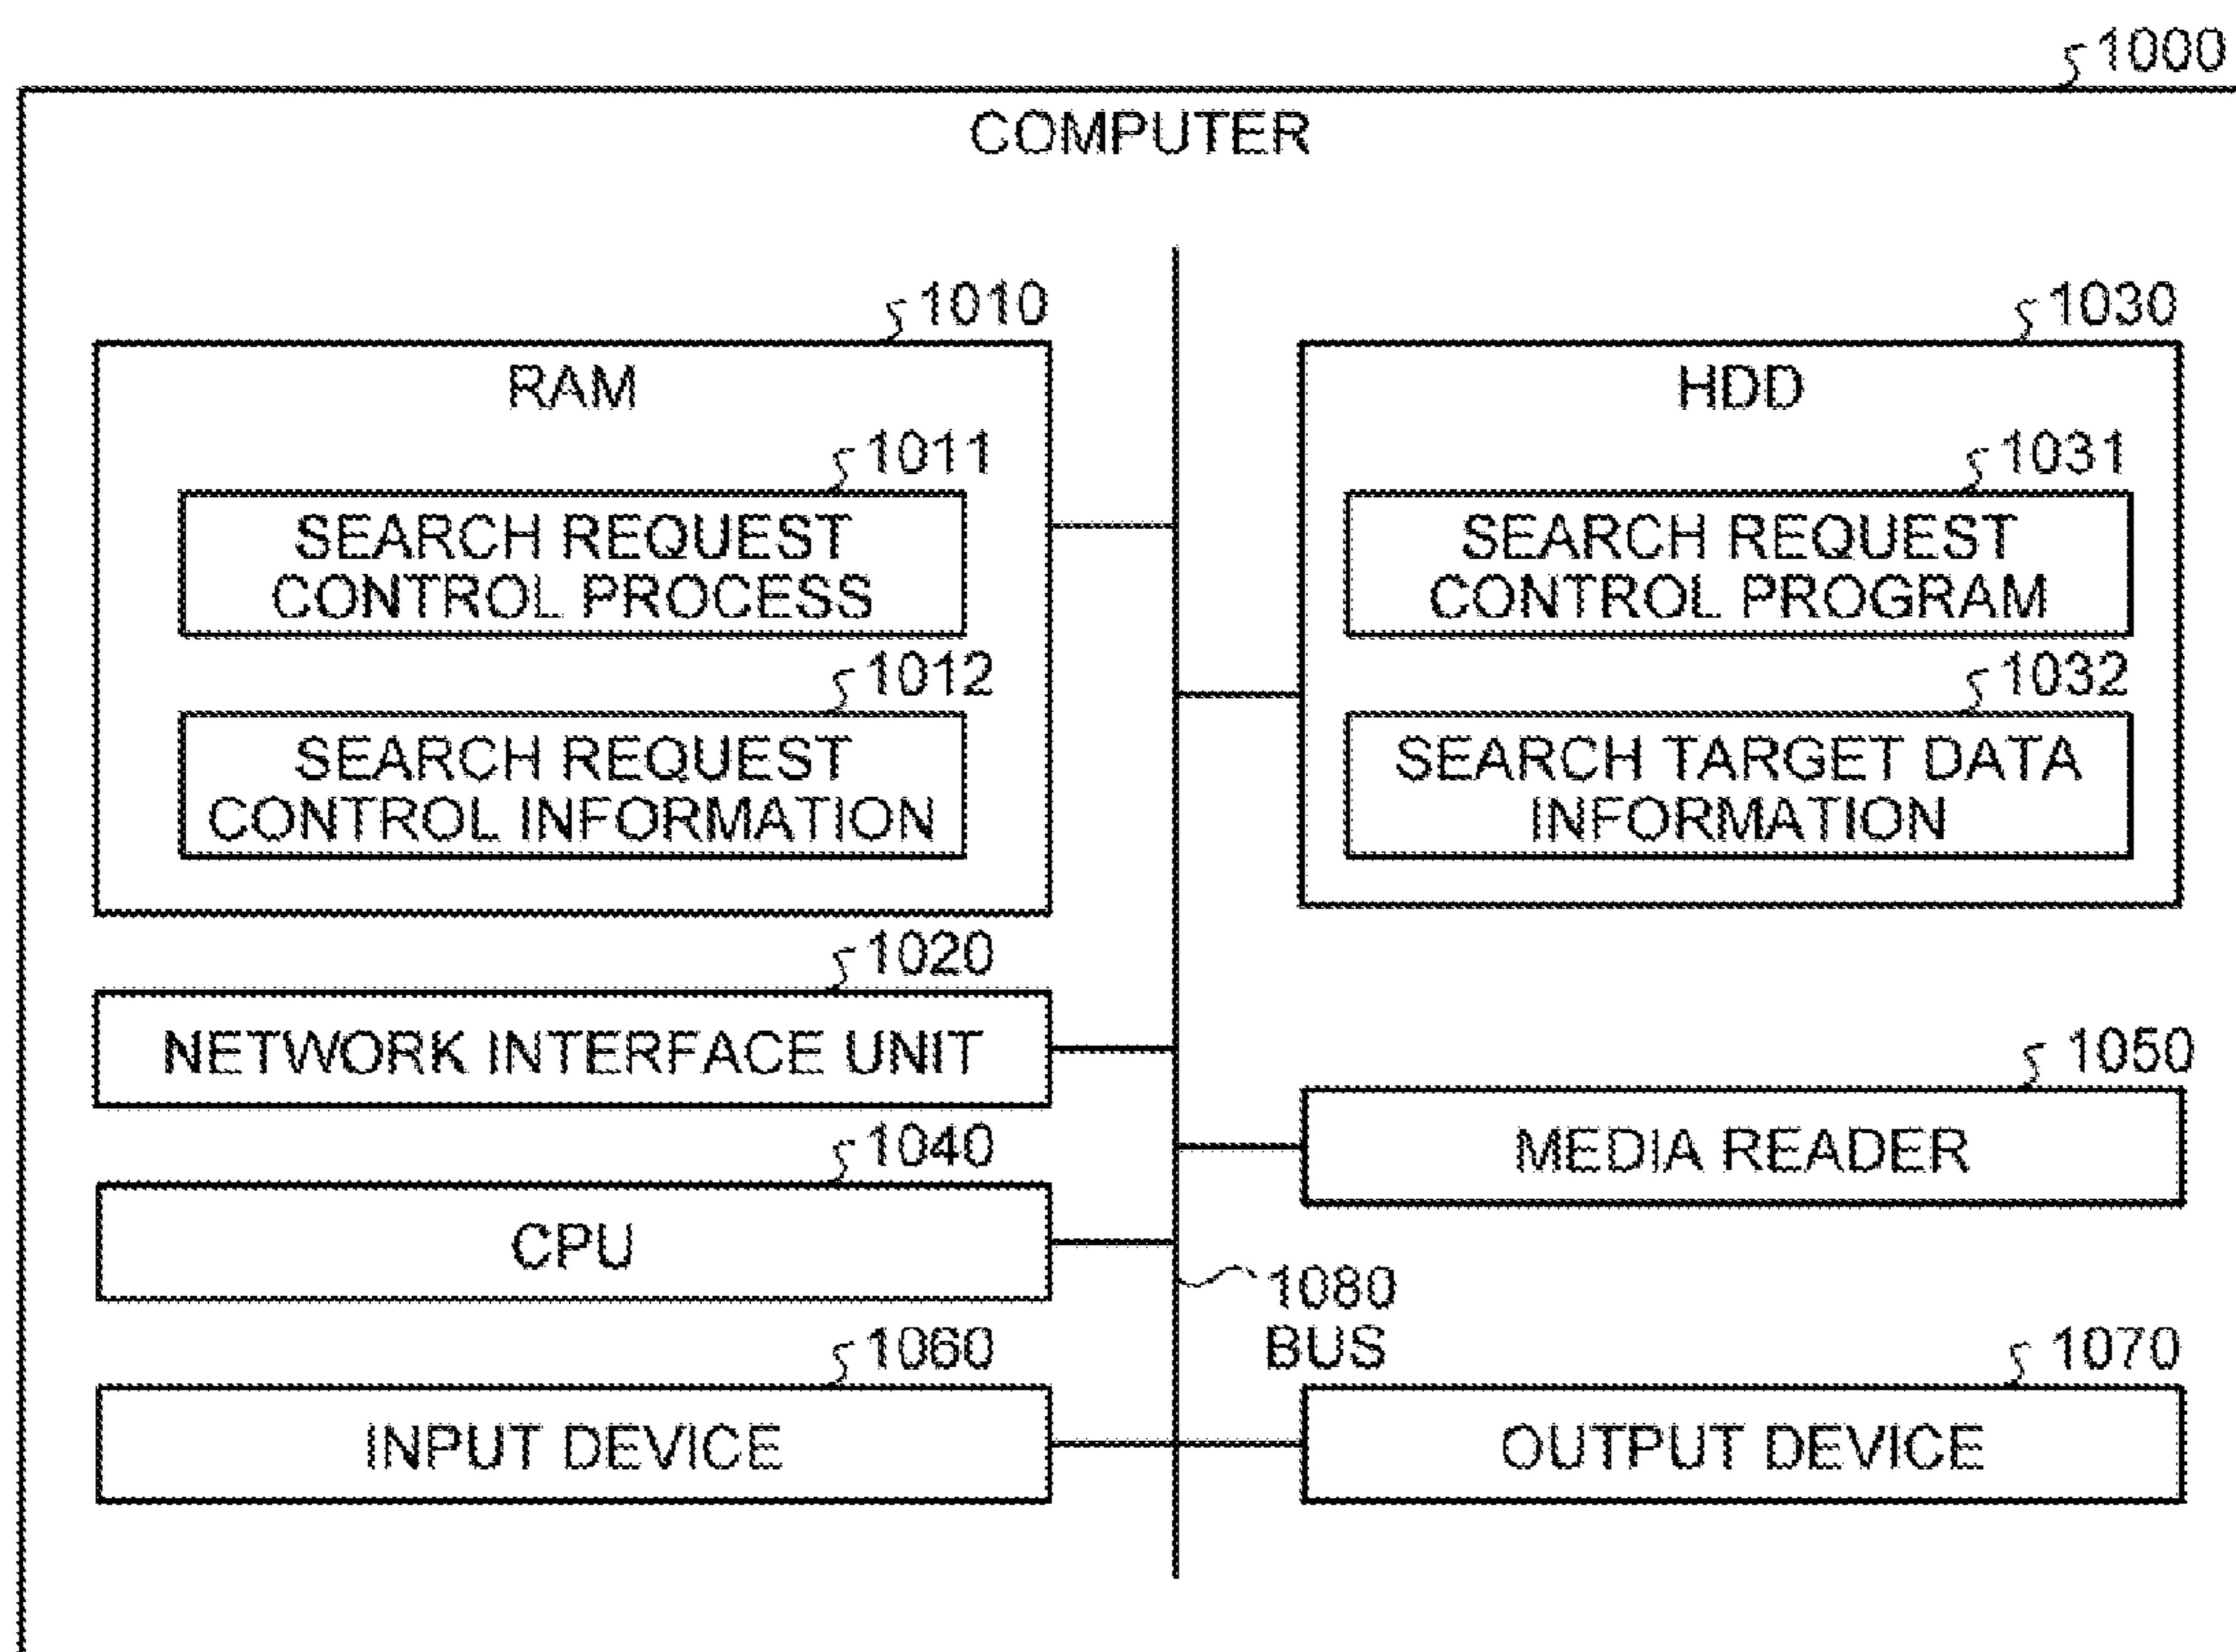 1000
COMPUTER
1010
RAM
1011
SEARCH REQUEST
CONTROL PROCESS
1012
SEARCH REQUEST
CONTROL INFORMATION
1030
HDD
1031
SEARCH REQUEST
CONTROL PROGRAM
1032
SEARCH TARGET DATA
INFORMATION
1020
NETWORK INTERFACE UNIT
1050
MEDIA READER
1040
CPU
1080
BUS
1060
INPUT DEVICE
1070
OUTPUT DEVICE